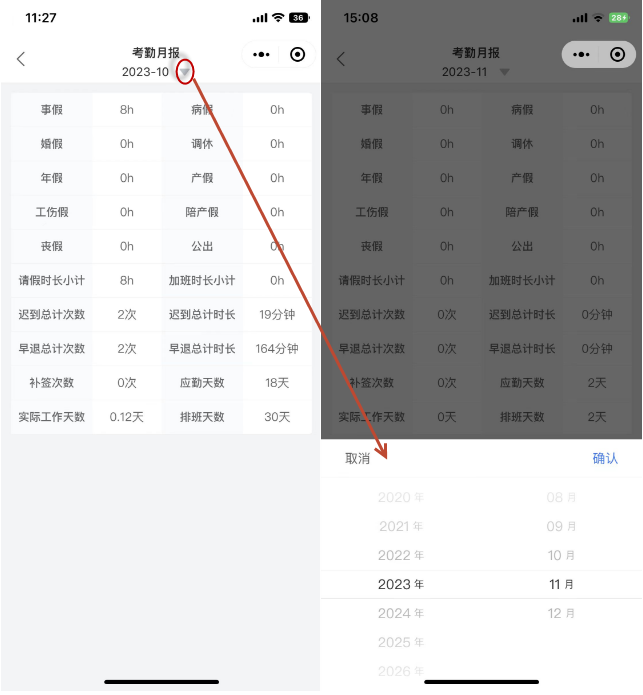 11:27
36
考勤月报
2023-10
事假 8h 病假 0h
婚假 0h 调休 0h
年假 0h 产假 0h
工伤假 0h 陪产假 0h
丧假 0h 公出 0h
请假时长小计 8h 加班时长小计 0h
迟到总计次数 2次 迟到总计时长 19分钟
早退总计次数 2次 早退总计时长 164分钟
补签次数 0次 应勤天数 18天
实际工作天数 0.12天 排班天数 30天
15:08
28
考勤月报
2023-11
事假 0h 病假 0h
婚假 0h 调休 0h
年假 0h 产假 0h
工伤假 0h 陪产假 0h
丧假 0h 公出 0h
请假时长小计 0h 加班时长小计 0h
迟到总计次数 0次 迟到总计时长 0分钟
早退总计次数 0次 早退总计时长 0分钟
补签次数 0次 应勤天数 2天
实际工作天数 0天 排班天数 2天
取消 确认
2020 年 08 月
2021 年 09 月
2022 年 10 月
2023 年 11 月
2024 年 12 月
2025 年
2026 年